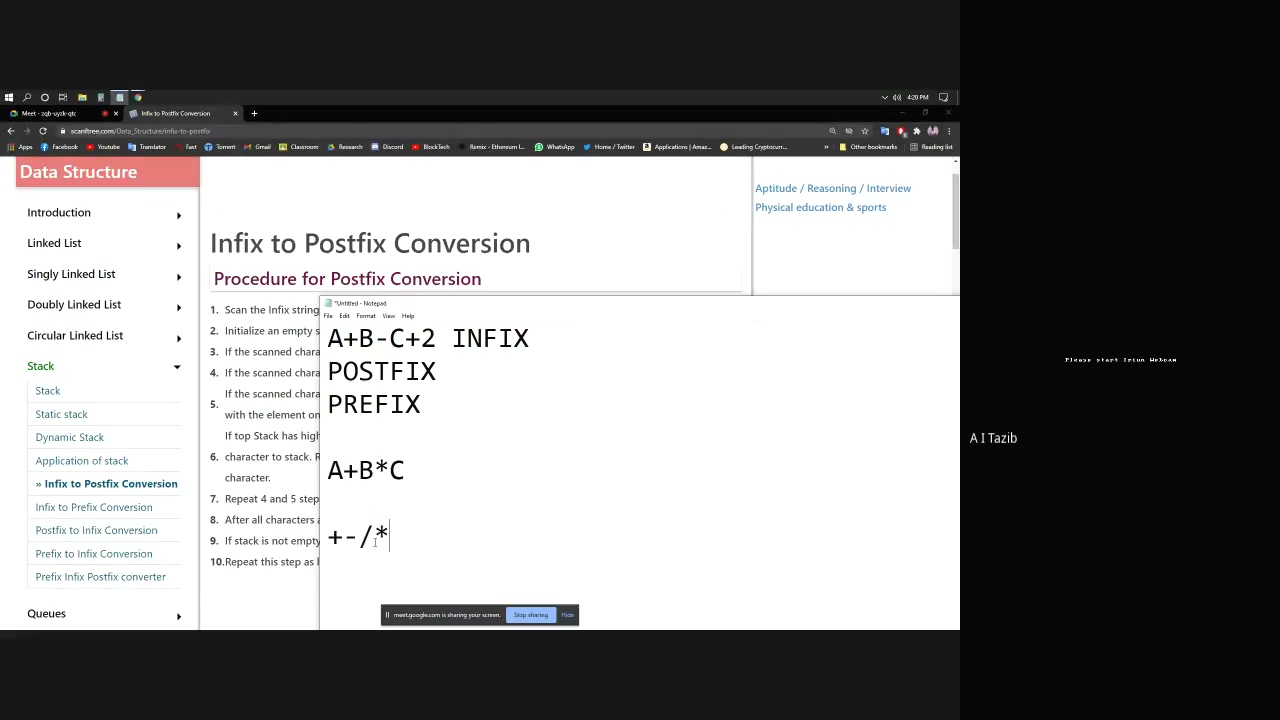 4:20 PM
Meet - zqb-uyzk-qtc
Infix to Postfix Conversion
scanftree.com/Data_Structure/infix-to-postfix
Apps Facebook Youtube Translator Fast Torrent Gmail Classroom Research Discord BlockTech Remix - Ethereum I... WhatsApp Home / Twitter Applications | Amaz... Leading Cryptocurr... » Other bookmarks Reading list
Data Structure
Introduction
Linked List
Singly Linked List
Doubly Linked List
Circular Linked List
Stack
Stack
Static stack
Dynamic Stack
Application of stack
» Infix to Postfix Conversion
Infix to Prefix Conversion
Postfix to Infix Conversion
Prefix to Infix Conversion
Prefix Infix Postfix converter
Queues
Infix to Postfix Conversion
Procedure for Postfix Conversion
1. Scan the Infix string
2. Initialize an empty s
3. If the scanned chara
4. If the scanned chara
If the scanned chara
5.
with the element on
If top Stack has high
6. character to stack. R
character.
7. Repeat 4 and 5 step
8. After all characters a
9. If stack is not empty
10. Repeat this step as l
Aptitude / Reasoning / Interview
Physical education & sports
*Untitled - Notepad
File Edit Format View Help
A+B-C+2 INFIX
POSTFIX
PREFIX
A+B*C
+-/*
meet.google.com is sharing your screen. Stop sharing Hide
Please start Iriun Webcam
A I Tazib